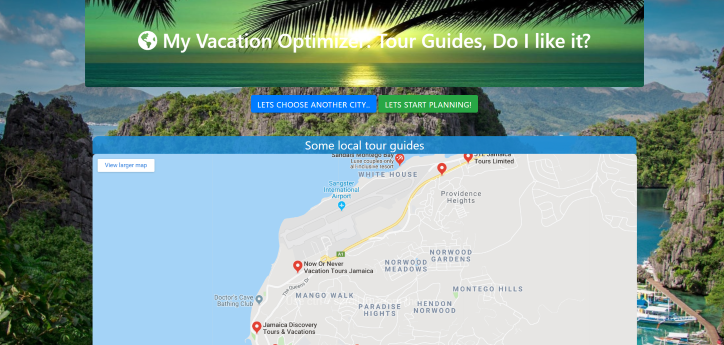 My Vacation Optimizer: Tour Guides, Do I like it?
LETS CHOOSE ANOTHER CITY..
LETS START PLANNING!
Some local tour guides
View larger map
Sandals Montego Bay
Luxe couples only
all-inclusive resort
WHITE HOUSE
JTL Jamaica
Tours Limited
Sangster
International
Airport
Providence
Heights
A1
Now Or Never
Vacation Tours Jamaica
NORWOOD
GARDENS
NORWOOD
MEADOWS
Doctor's Cave
Bathing Club
MANGO WALK
MONTEGO HILLS
PARADISE
HIGHTS
HENDON
NORWOOD
Jamaica Discovery
Tours & Vacations